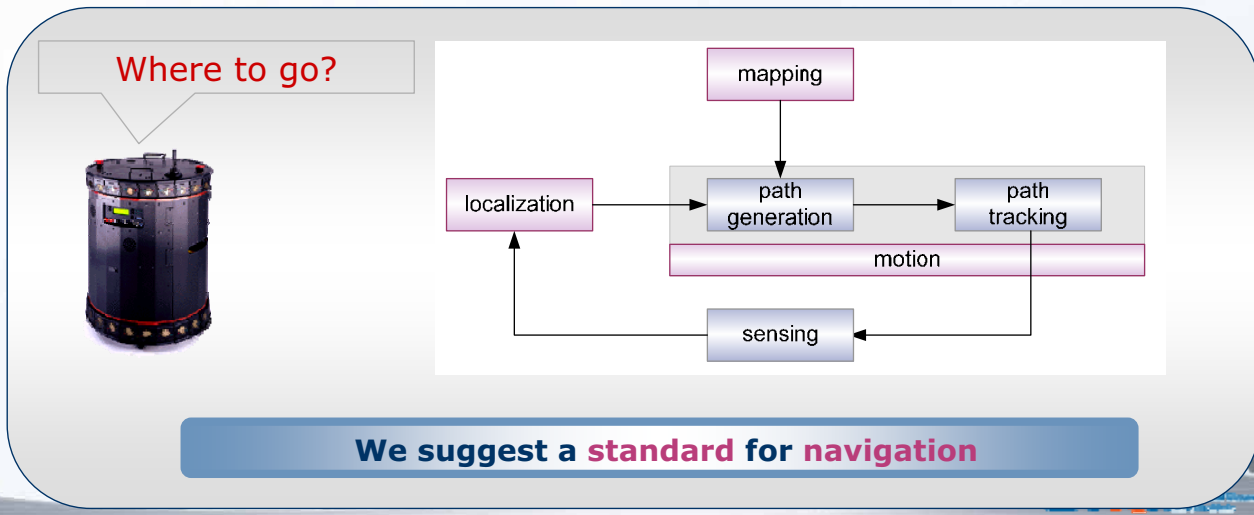 Where to go?
mapping
localization
path
generation
path
tracking
motion
sensing
We suggest a standard for navigation